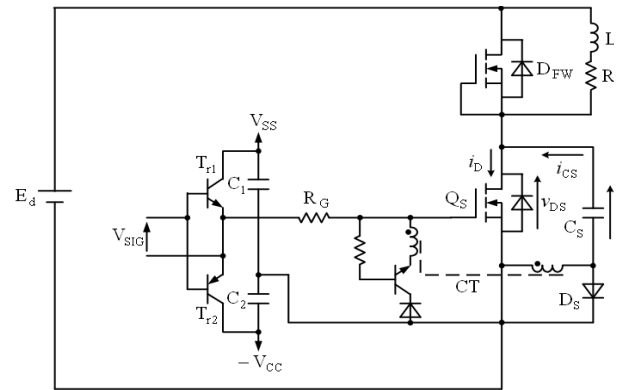 L
R
D_FW
V_SS
T_r1
C_1
i_D
i_CS
E_d
R_G
Q_S
v_DS
C_S
V_SIG
CT
C_2
D_S
T_r2
− V_CC